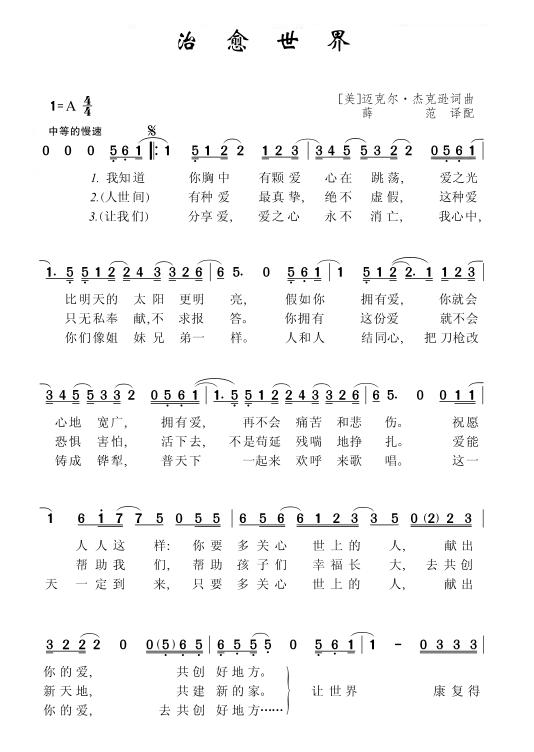 治愈世界
[美]迈克尔·杰克逊词曲
1=A 4/4
薛 范 译配
中等的慢速
0 0 0 5 6 1 1 5 1 2 2 1 2 3 3 4 5 5 3 3 2 0 5 6 1
1. 我知道 你胸中 有颗爱 心在 跳荡, 爱之光
2.(人世间) 有种爱 最真挚, 绝不 虚假, 这种爱
3.(让我们) 分享爱, 爱之心 永不 消亡, 我心中,
1. 5 5 1 2 2 4 3 3 2 6 6 5. 0 5 5 6 1 1 5 1 2 2. 1 1 2 3
比明天的 太阳 更明 亮, 假如你 拥有爱, 你就会
只无私奉 献,不 求报 答。 你拥有 这份爱 就不会
你们像姐 妹兄 弟一 样。 人和人 结同心, 把刀枪改
3 4 5 5 3 3 2 0 5 6 1 1. 5 5 1 2 2 4 3 3 2 6 6 5. 0 0 1 1
心地 宽广, 拥有爱, 再不会 痛苦 和悲 伤。 祝愿
恐惧 害怕, 活下去, 不是苟延 残喘 地挣 扎。 爱能
铸成 铧犁, 普天下 一起来 欢呼 来歌 唱。 这一
1 6 1 7 7 5 0 5 5 6 5 6 6 1 2 3 3 5 0 (2) 2 3
人人这 样: 你要 多关心 世上的 人, 献出
帮助我 们, 帮助 孩子们 幸福长 大, 去共创
天 一定到 来, 只要 多关心 世上的 人, 献出
3 2 2 2 0 0 (5) 6 5 6 5 5 5 0 5 6 1 1 - 0 3 3 3
你的爱, 共创 好地方。
新天地, 共建 新的家。 让世界 康复得
你的爱, 去共创 好地方……